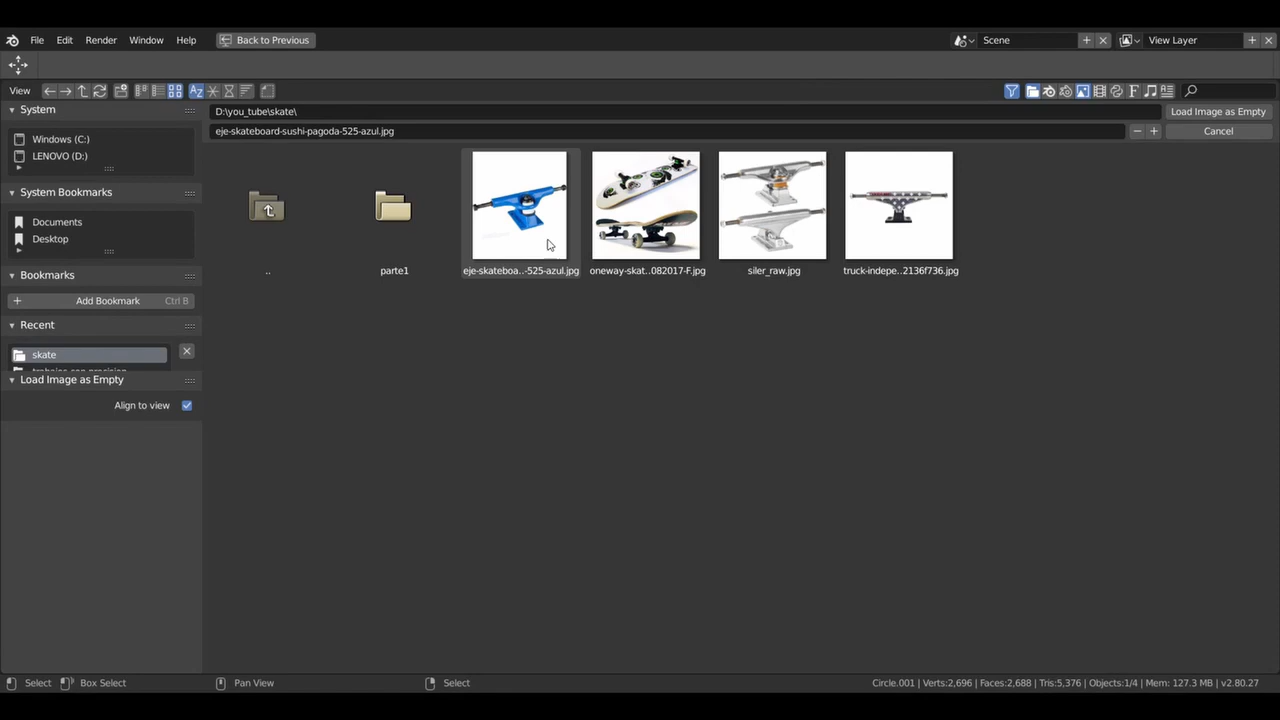 File Edit Render Window Help Back to Previous Scene View Layer
View
System
D:\you_tube\skate\ Load Image as Empty
eje-skateboard-sushi-pagoda-525-azul.jpg Cancel
Windows (C:)
LENOVO (D:)
System Bookmarks
Documents
Desktop
.. parte1 eje-skateboa..-525-azul.jpg oneway-skat..082017-F.jpg siler_raw.jpg truck-indepe..2136f736.jpg
Bookmarks
Add Bookmark Ctrl B
Recent
skate
Load Image as Empty
Align to view
Select Box Select Pan View Select Circle.001 | Verts:2,696 | Faces:2,688 | Tris:5,376 | Objects:1/4 | Mem: 127.3 MB | v2.80.27